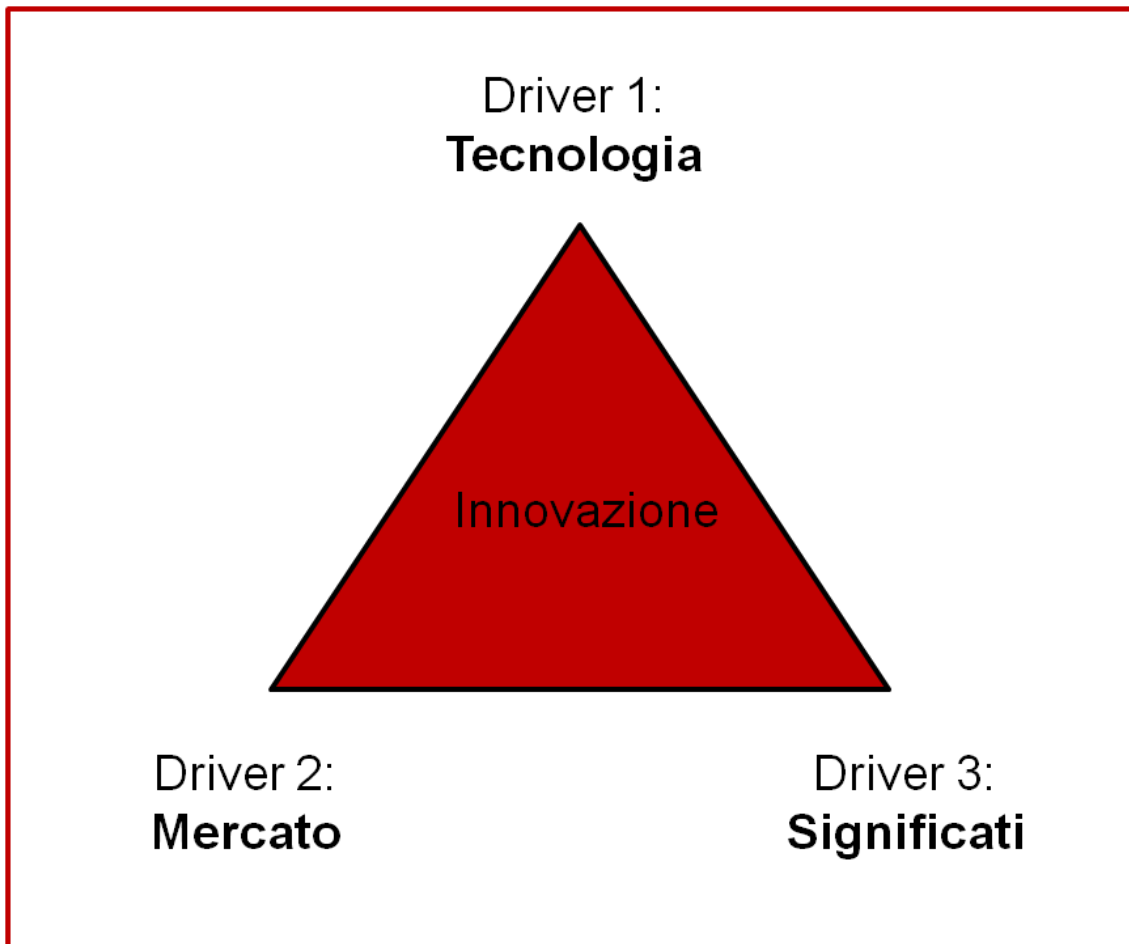 Driver 1:
Tecnologia
Innovazione
Driver 2:
Mercato
Driver 3:
Significati